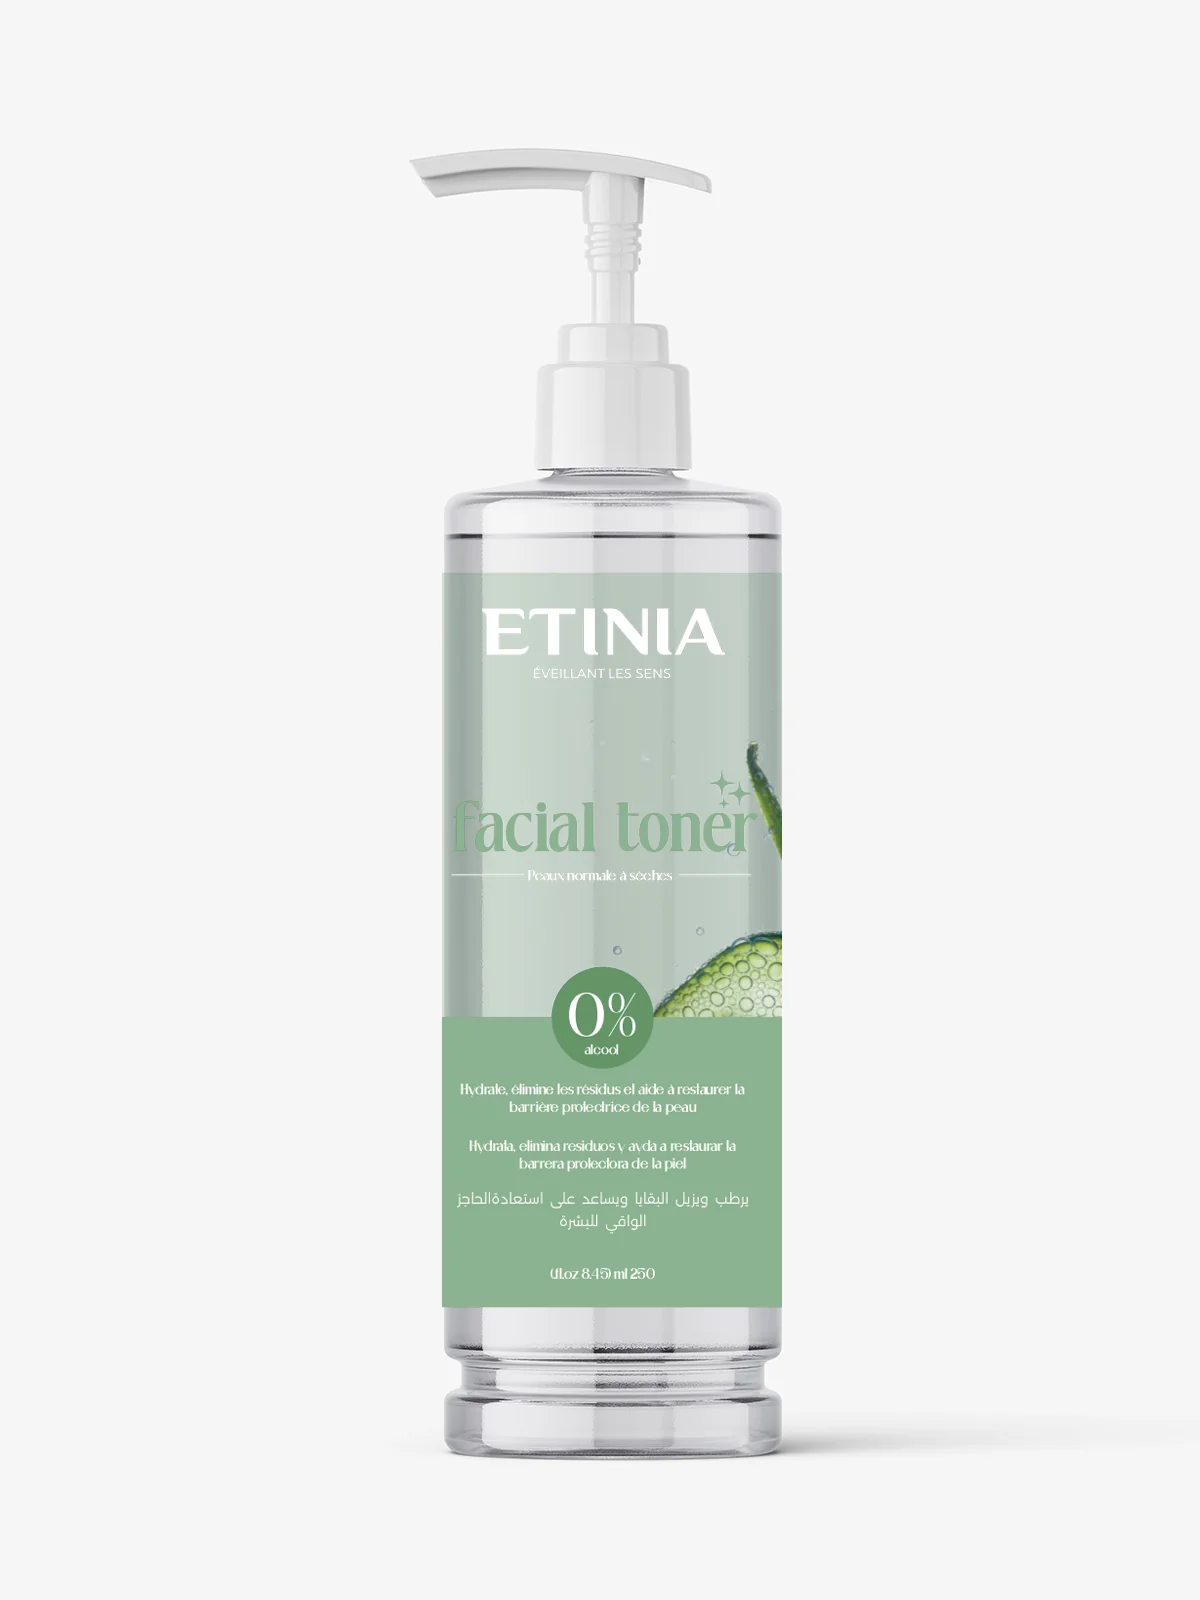 ETINIA
ÉVEILLANT LES SENS
facial toner
Peaux normale à sèches
0%
alcool
Hydrate, élimine les résidus et aide à restaurer la
barrière protectrice de la peau
Hydrata, elimina residuos y ayda a restaurar la
barrera protectora de la piel
يرطب ويزيل البقايا ويساعد على استعادةالحاجز
الواقي للبشرة
(fl.oz 8.45) ml 250